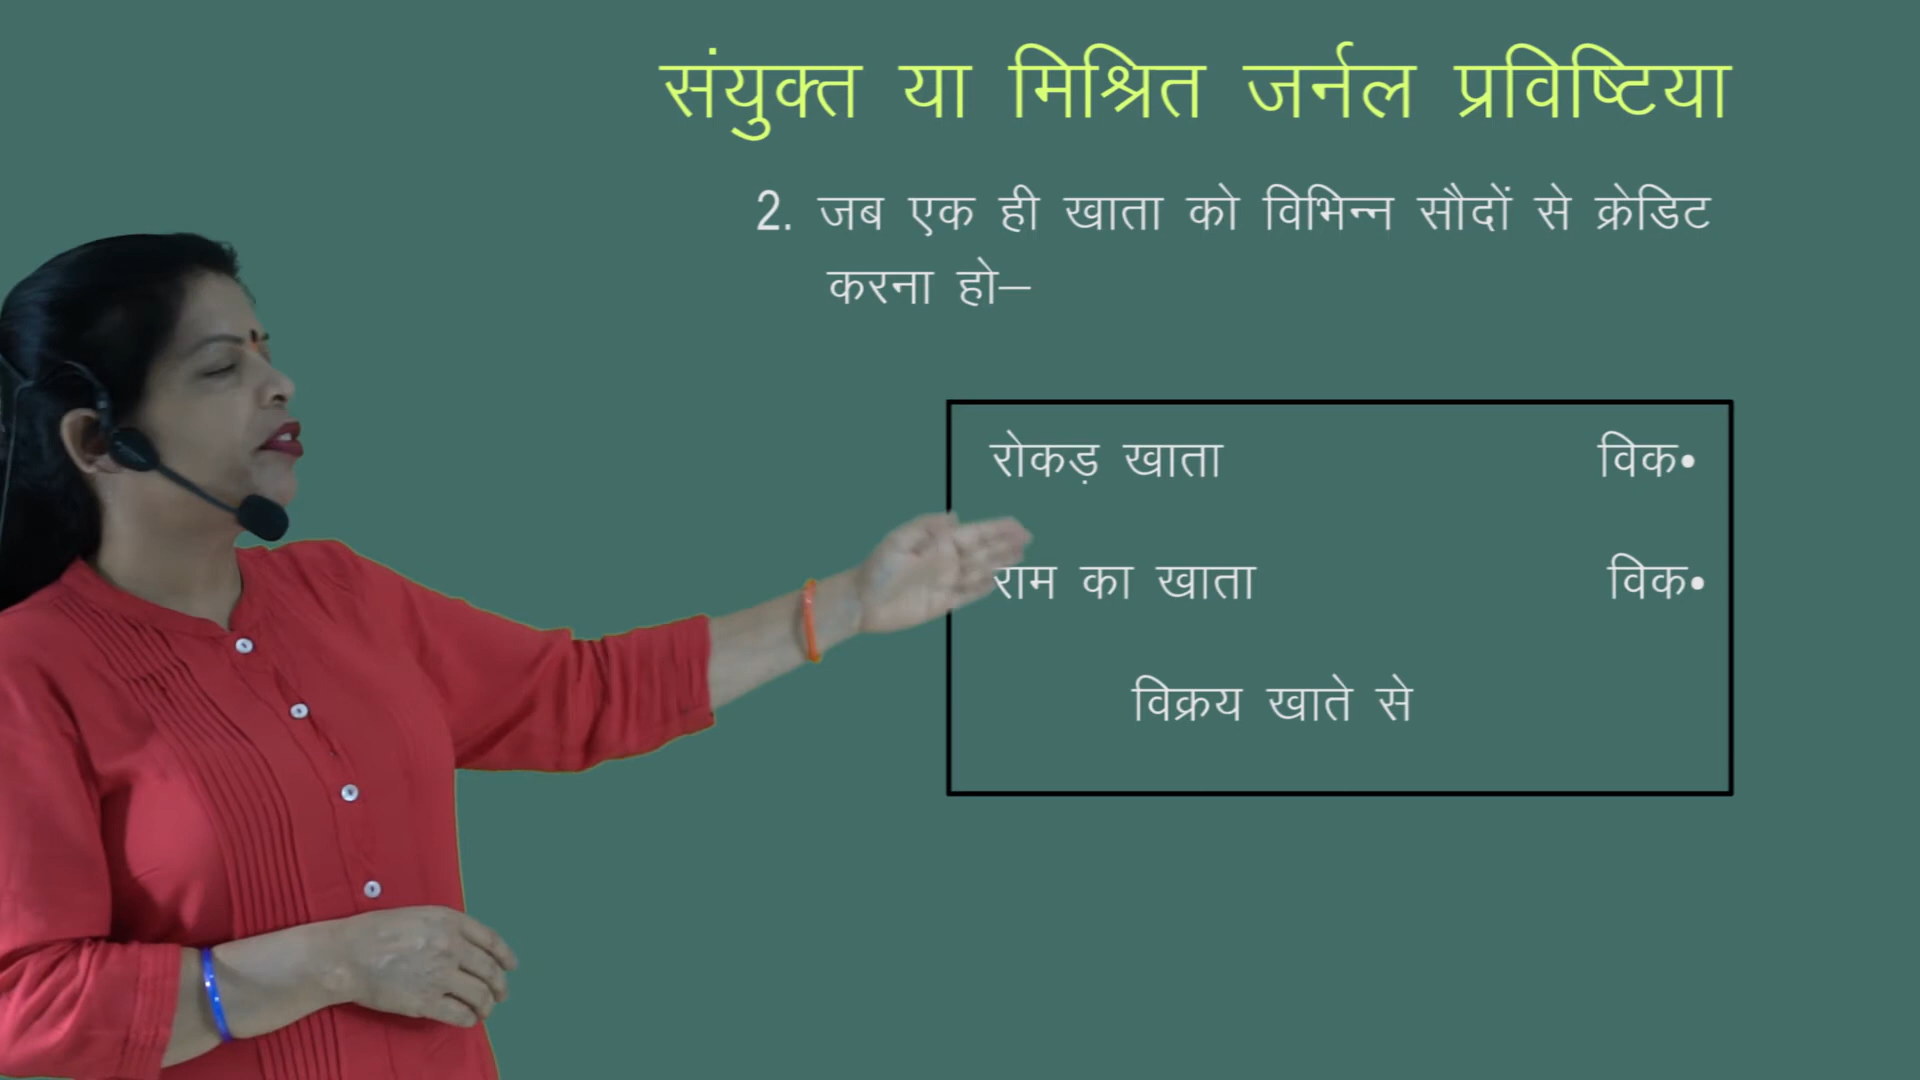 संयुक्त या मिश्रित जर्नल प्रविष्टिया
2. जब एक ही खाता को विभिन्न सौदों से क्रेडिट
करना हो–
रोकड़ खाता विक•
राम का खाता विक•
विक्रय खाते से